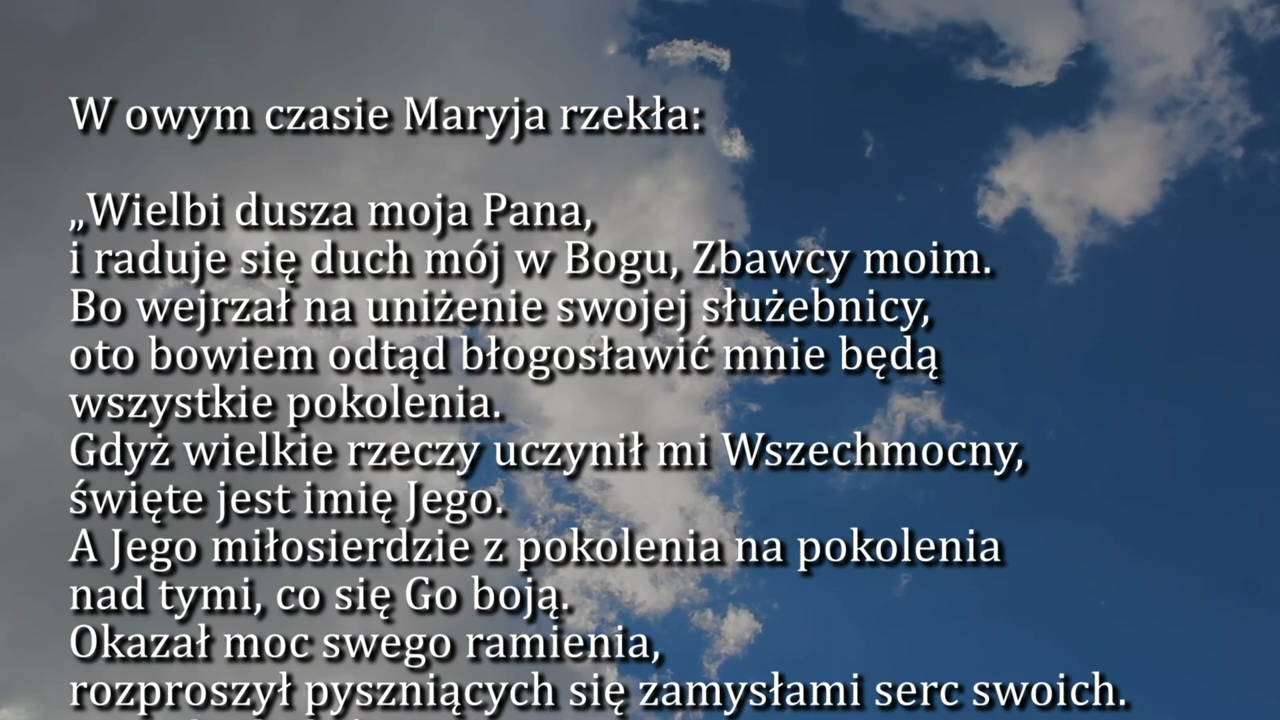 W owym czasie Maryja rzekła:
„Wielbi dusza moja Pana,
i raduje się duch mój w Bogu, Zbawcy moim.
Bo wejrzał na uniżenie swojej służebnicy,
oto bowiem odtąd błogosławić mnie będą
wszystkie pokolenia.
Gdyż wielkie rzeczy uczynił mi Wszechmocny,
święte jest imię Jego.
A Jego miłosierdzie z pokolenia na pokolenia
nad tymi, co się Go boją.
Okazał moc swego ramienia,
rozproszył pyszniących się zamysłami serc swoich.